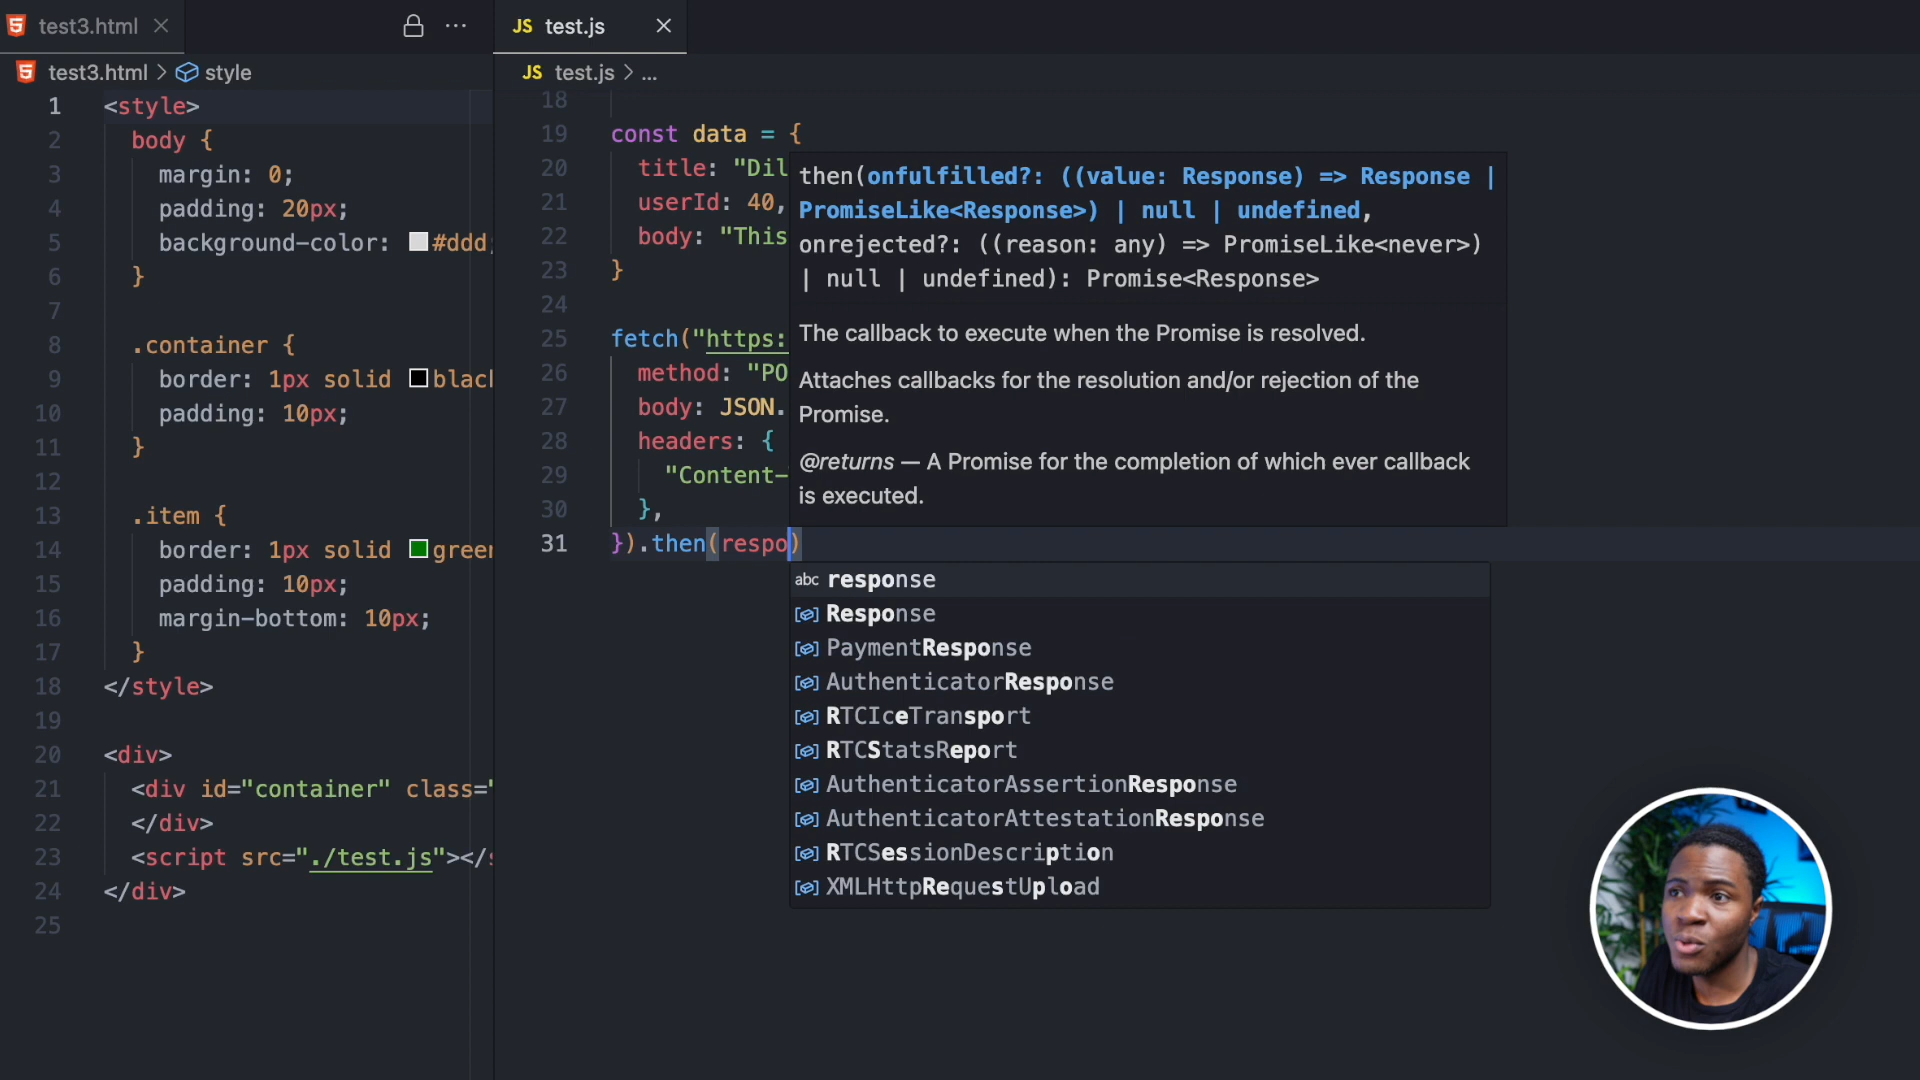 test3.html
test3.html > style
1 <style>
2 body {
3 margin: 0;
4 padding: 20px;
5 background-color: #ddd;
6 }
7
8 .container {
9 border: 1px solid blac
10 padding: 10px;
11 }
12
13 .item {
14 border: 1px solid green
15 padding: 10px;
16 margin-bottom: 10px;
17 }
18 </style>
19
20 <div>
21 <div id="container" class="
22 </div>
23 <script src="./test.js"></s
24 </div>
25
JS test.js
JS test.js > ...
18
19 const data = {
20 title: "Dil
21 userId: 40,
22 body: "This
23 }
24
25 fetch("https:
26 method: "PO
27 body: JSON.
28 headers: {
29 "Content-
30 },
31 }).then(respo)
then(onfulfilled?: ((value: Response) => Response |
PromiseLike<Response>) | null | undefined,
onrejected?: ((reason: any) => PromiseLike<never>)
| null | undefined): Promise<Response>
The callback to execute when the Promise is resolved.
Attaches callbacks for the resolution and/or rejection of the
Promise.
@returns — A Promise for the completion of which ever callback
is executed.
abc response
Response
PaymentResponse
AuthenticatorResponse
RTCIceTransport
RTCStatsReport
AuthenticatorAssertionResponse
AuthenticatorAttestationResponse
RTCSessionDescription
XMLHttpRequestUpload